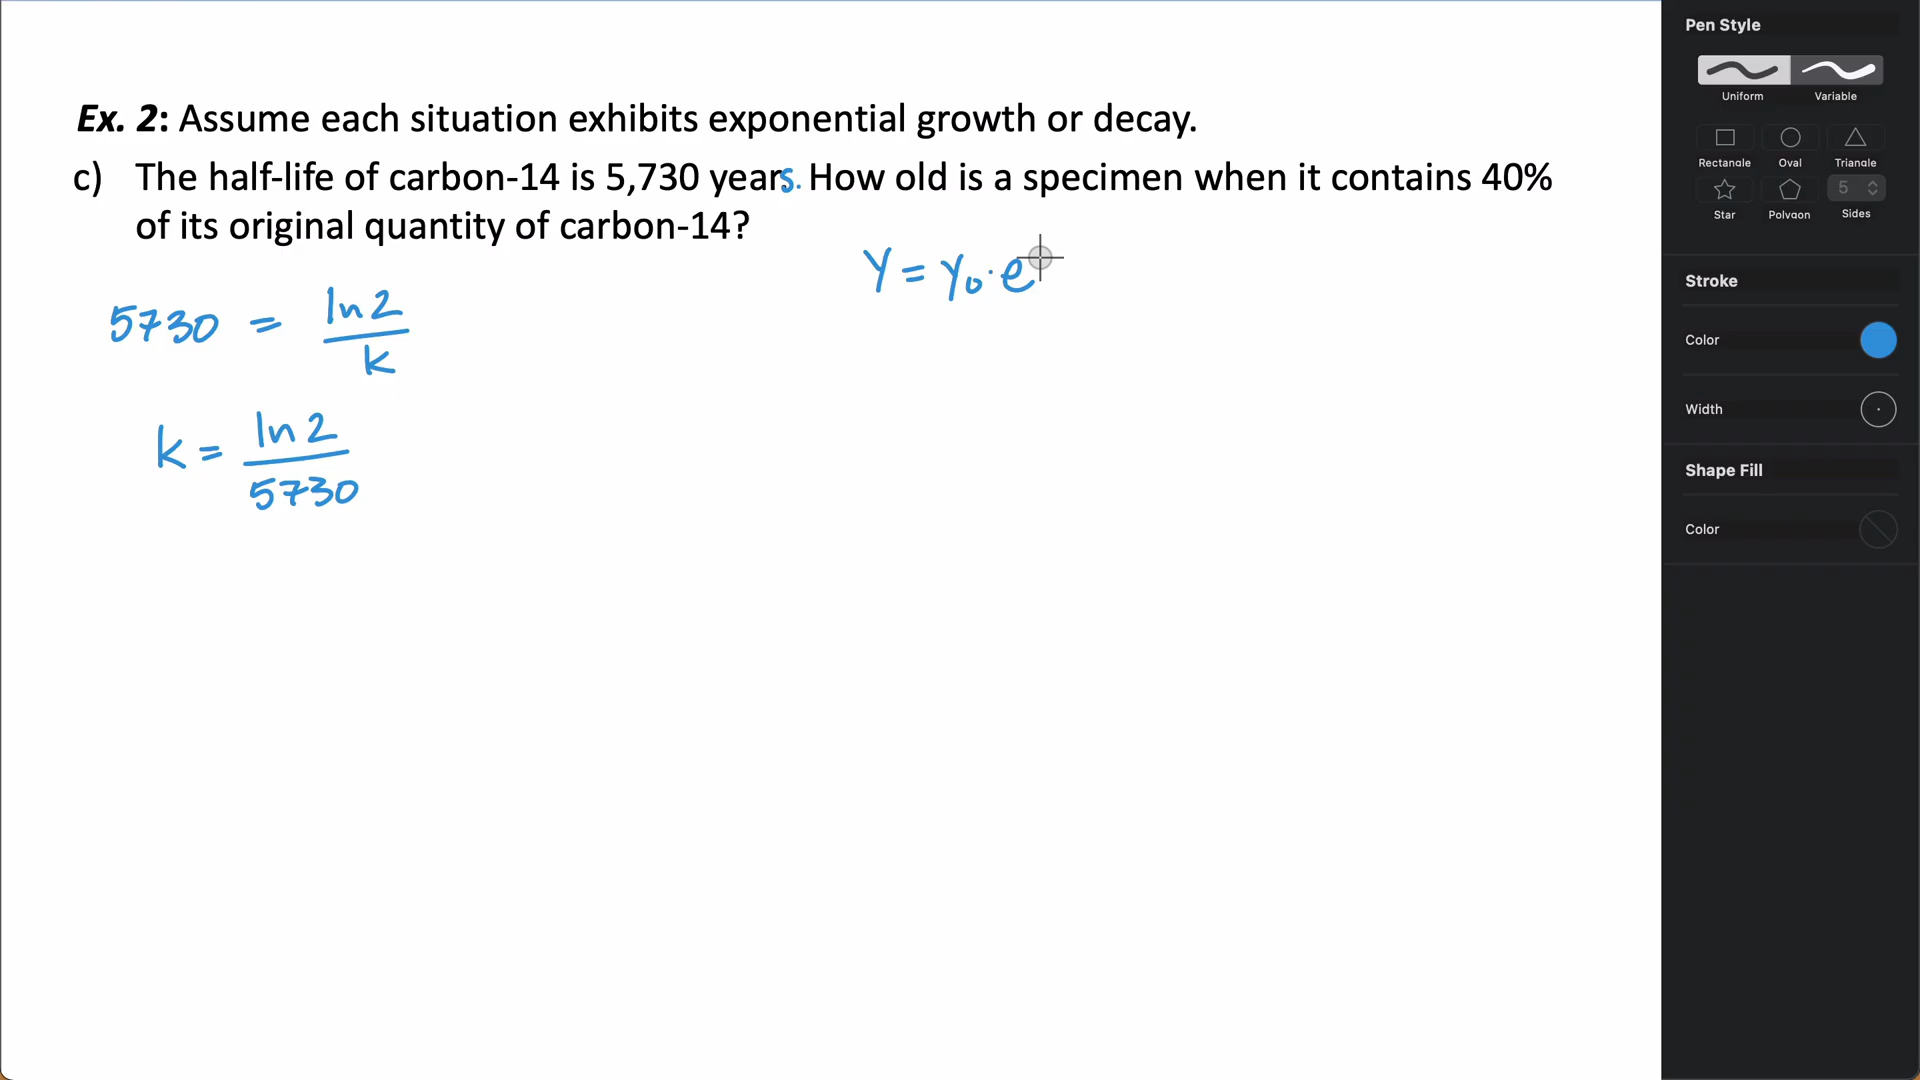 Ex. 2: Assume each situation exhibits exponential growth or decay.
c) The half-life of carbon-14 is 5,730 years. How old is a specimen when it contains 40%
of its original quantity of carbon-14?
y = y₀·e
5730 = ln2/k
k = ln2/5730
Pen Style
Uniform Variable
Rectangle Oval Triangle
5
Star Polygon Sides
Stroke
Color
Width
Shape Fill
Color